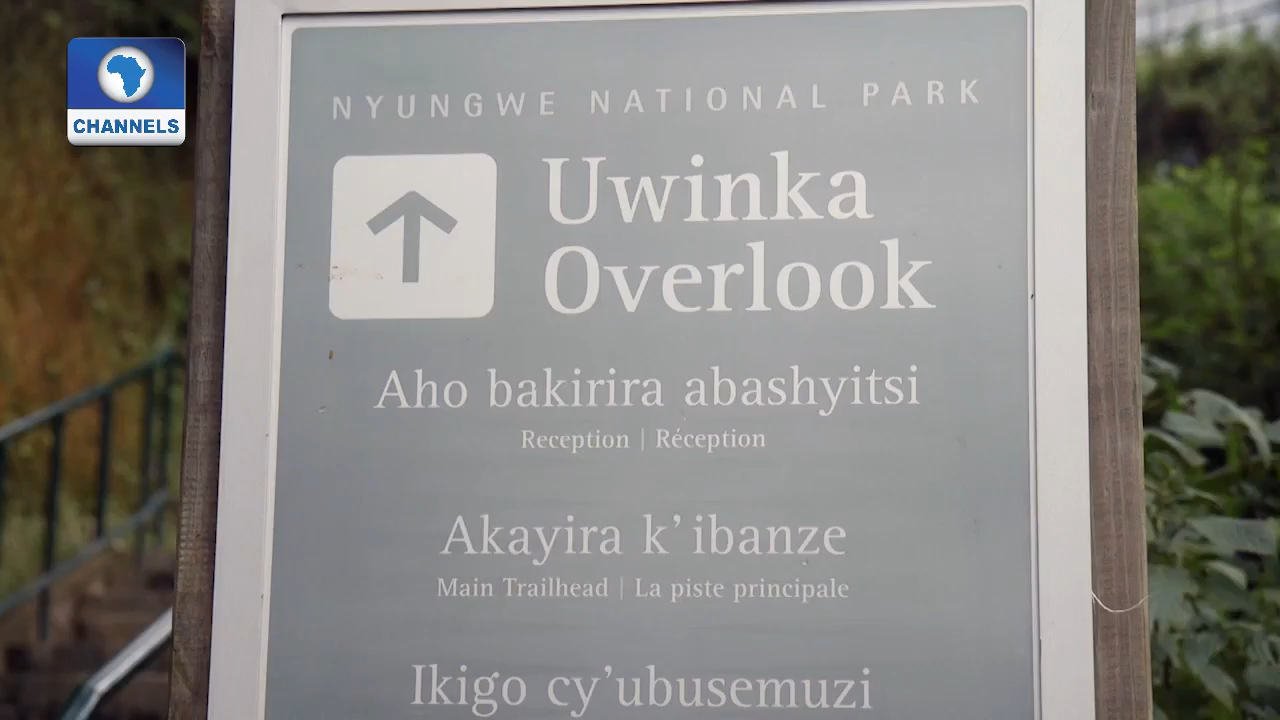 CHANNELS
NYUNGWE NATIONAL PARK
Uwinka
Overlook
Aho bakirira abashyitsi
Reception | Réception
Akayira k'ibanze
Main Trailhead | La piste principale
Ikigo cy'ubusemuzi